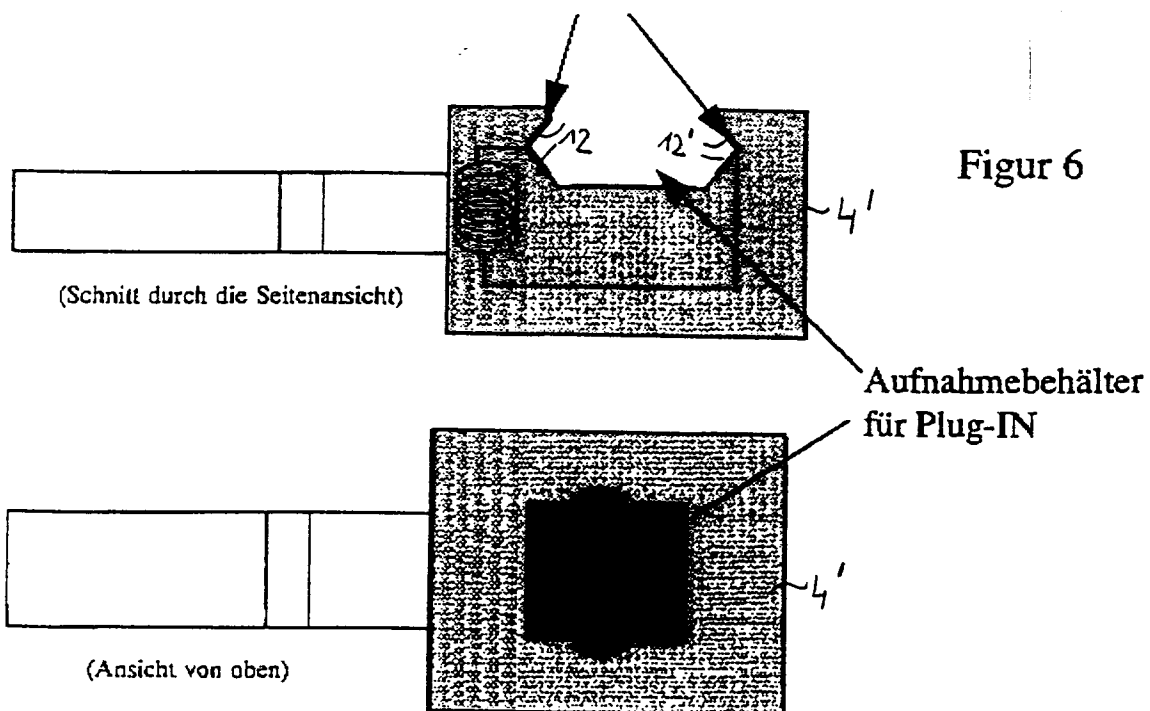 12 12'
Figur 6
4'
(Schnitt durch die Seitenansicht)
Aufnahmebehälter
für Plug-IN
4'
(Ansicht von oben)